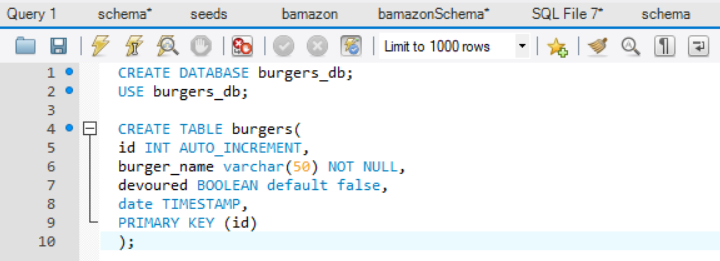 Query 1 schema* seeds bamazon bamazonSchema* SQL File 7* schema
Limit to 1000 rows
1 CREATE DATABASE burgers_db;
2 USE burgers_db;
3
4 CREATE TABLE burgers(
5 id INT AUTO_INCREMENT,
6 burger_name varchar(50) NOT NULL,
7 devoured BOOLEAN default false,
8 date TIMESTAMP,
9 PRIMARY KEY (id)
10 );